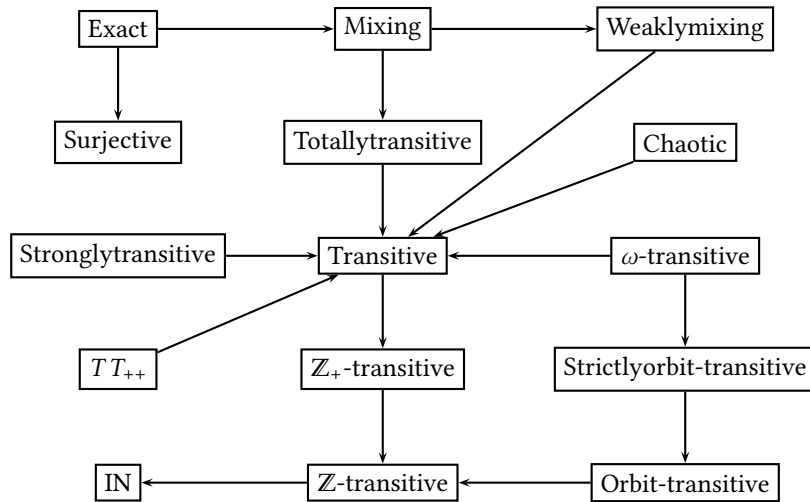 Exact
Mixing
Weaklymixing
Surjective
Totallytransitive
Chaotic
Stronglytransitive
Transitive
ω-transitive
TT₊₊
ℤ₊-transitive
Strictlyorbit-transitive
IN
ℤ-transitive
Orbit-transitive